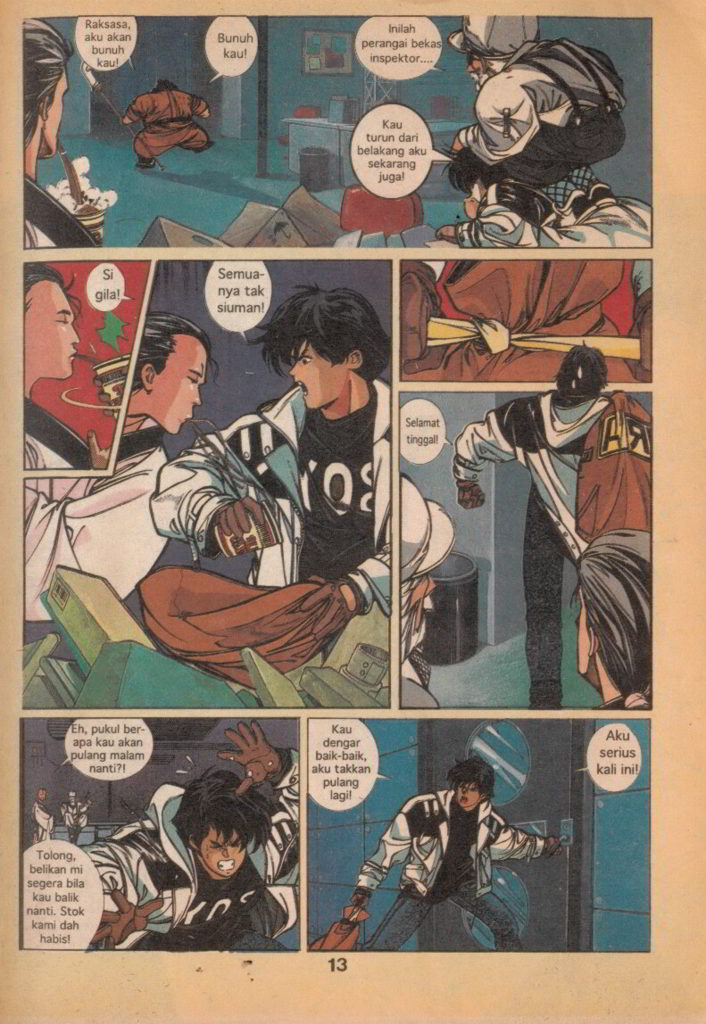 Raksasa,
aku akan
bunuh
kau!
Bunuh
kau!
Inilah
perangai bekas
inspektor....
Kau
turun dari
belakang aku
sekarang
juga!
Si
gila!
Semua-
nya tak
siuman!
Selamat
tinggal!
Eh, pukul ber-
apa kau akan
pulang malam
nanti?!
Tolong,
belikan mi
segera bila
kau balik
nanti. Stok
kami dah
habis!
Kau
dengar
baik-baik,
aku takkan
pulang
lagi!
Aku
serius
kali ini!
13